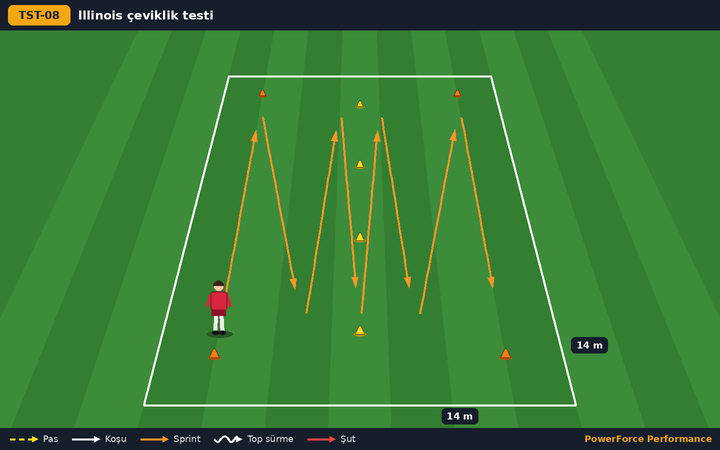 TST-08 Illinois çeviklik testi
14 m
14 m
Pas Koşu Sprint Top sürme Şut PowerForce Performance